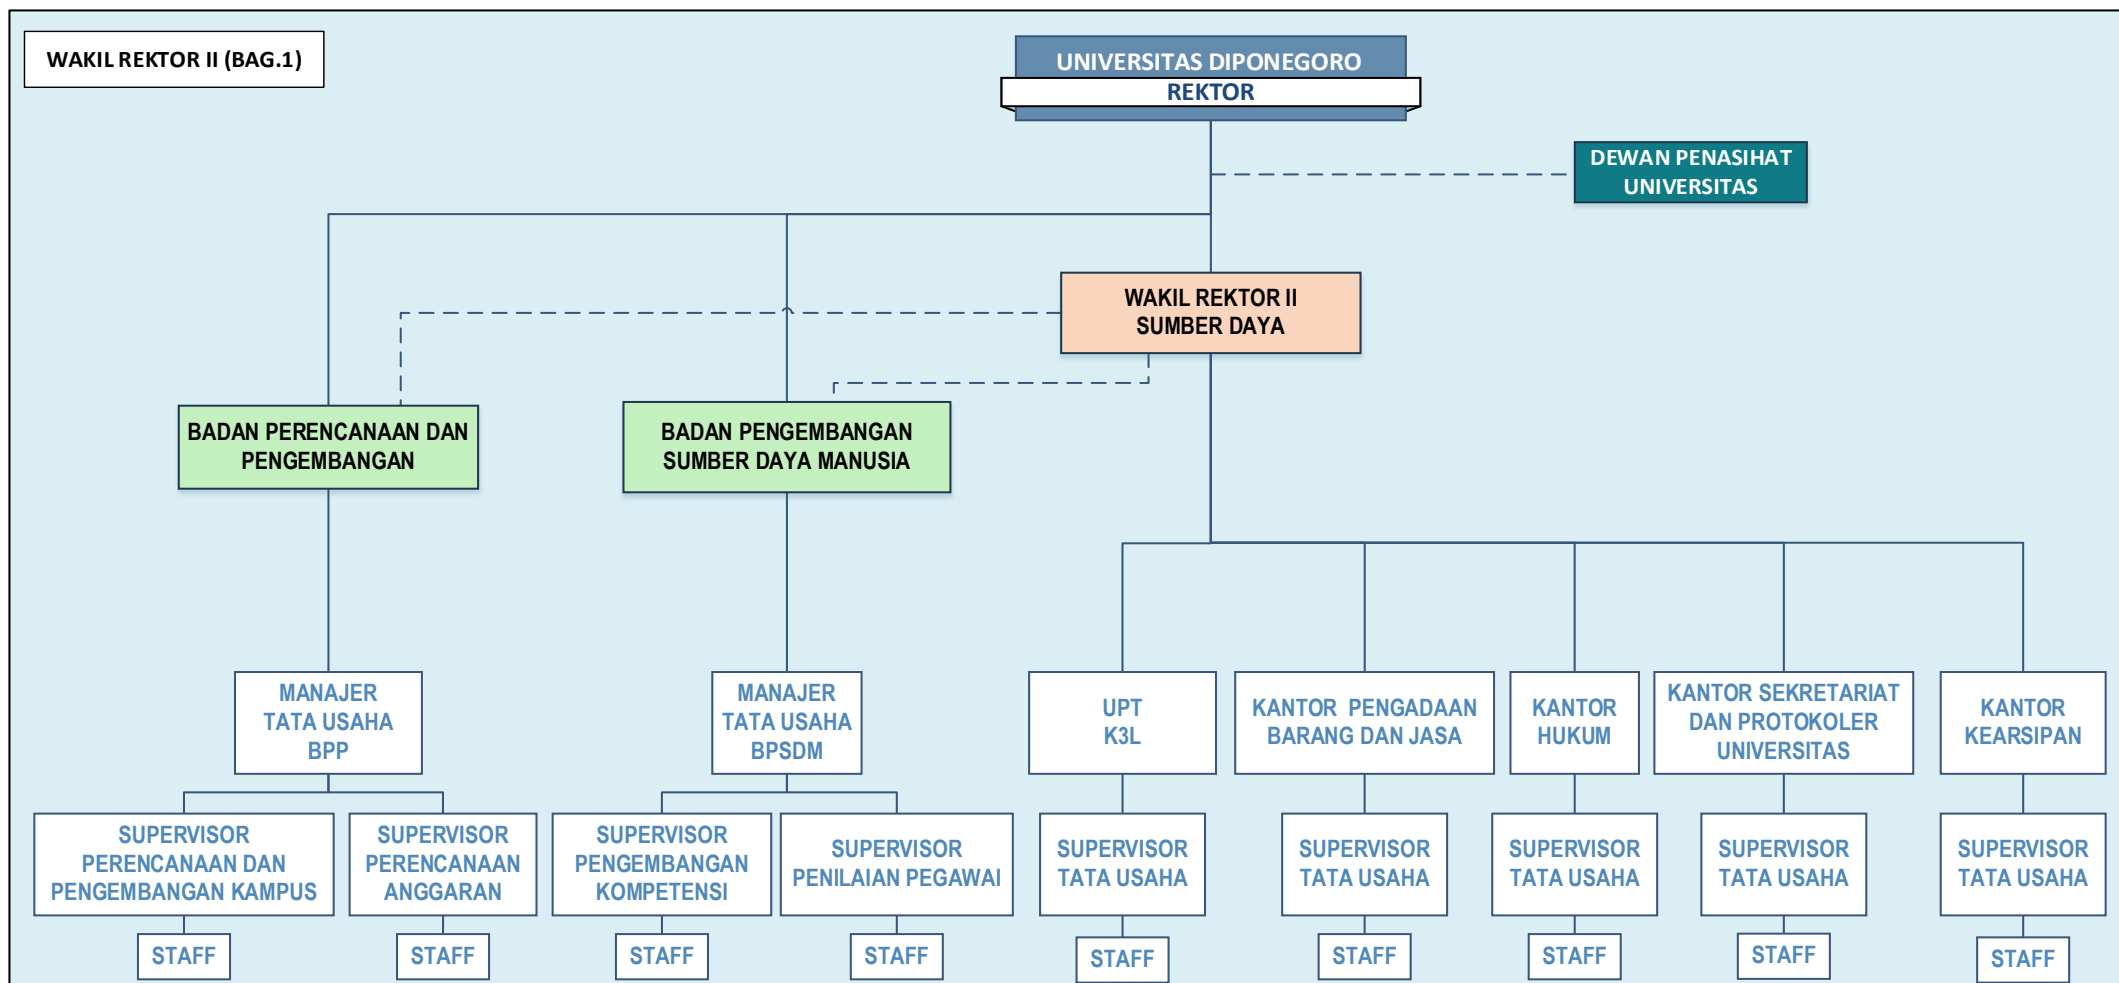 WAKIL REKTOR II (BAG.1)
UNIVERSITAS DIPONEGORO
REKTOR
DEWAN PENASIHAT
UNIVERSITAS
WAKIL REKTOR II
SUMBER DAYA
BADAN PERENCANAAN DAN
PENGEMBANGAN
BADAN PENGEMBANGAN
SUMBER DAYA MANUSIA
MANAJER
TATA USAHA
BPP
MANAJER
TATA USAHA
BPSDM
UPT
K3L
KANTOR PENGADAAN
BARANG DAN JASA
KANTOR
HUKUM
KANTOR SEKRETARIAT
DAN PROTOKOLER
UNIVERSITAS
KANTOR
KEARSIPAN
SUPERVISOR
PERENCANAAN DAN
PENGEMBANGAN KAMPUS
SUPERVISOR
PERENCANAAN
ANGGARAN
SUPERVISOR
PENGEMBANGAN
KOMPETENSI
SUPERVISOR
PENILAIAN PEGAWAI
SUPERVISOR
TATA USAHA
SUPERVISOR
TATA USAHA
SUPERVISOR
TATA USAHA
SUPERVISOR
TATA USAHA
SUPERVISOR
TATA USAHA
STAFF
STAFF
STAFF
STAFF
STAFF
STAFF
STAFF
STAFF
STAFF